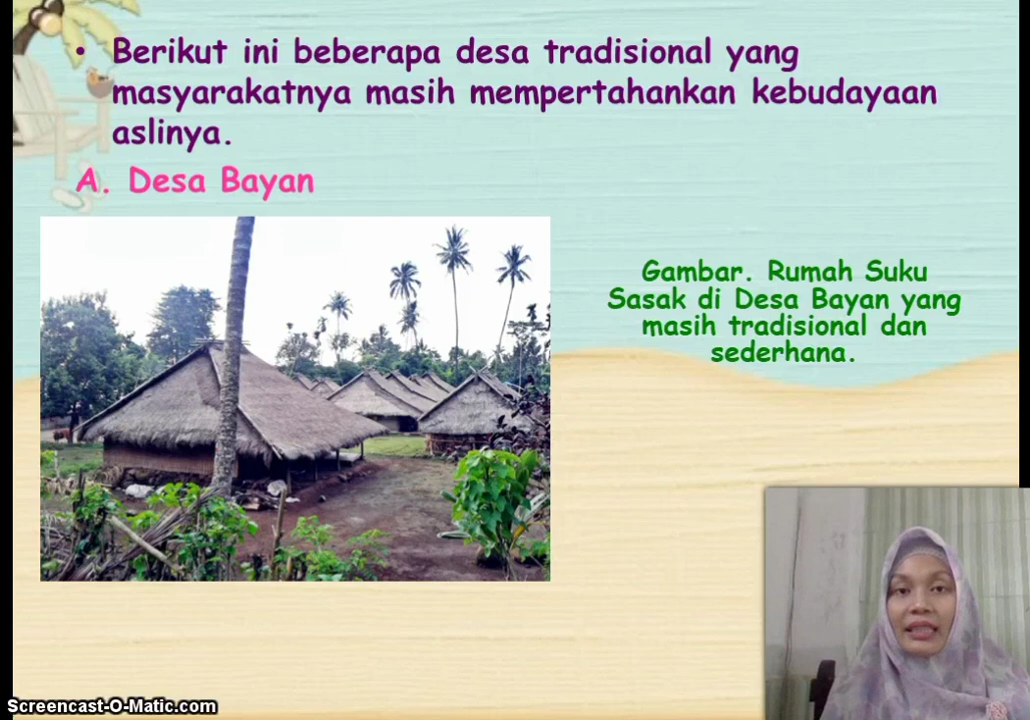 • Berikut ini beberapa desa tradisional yang
masyarakatnya masih mempertahankan kebudayaan
aslinya.
A. Desa Bayan
Gambar. Rumah Suku
Sasak di Desa Bayan yang
masih tradisional dan
sederhana.
Screencast-O-Matic.com